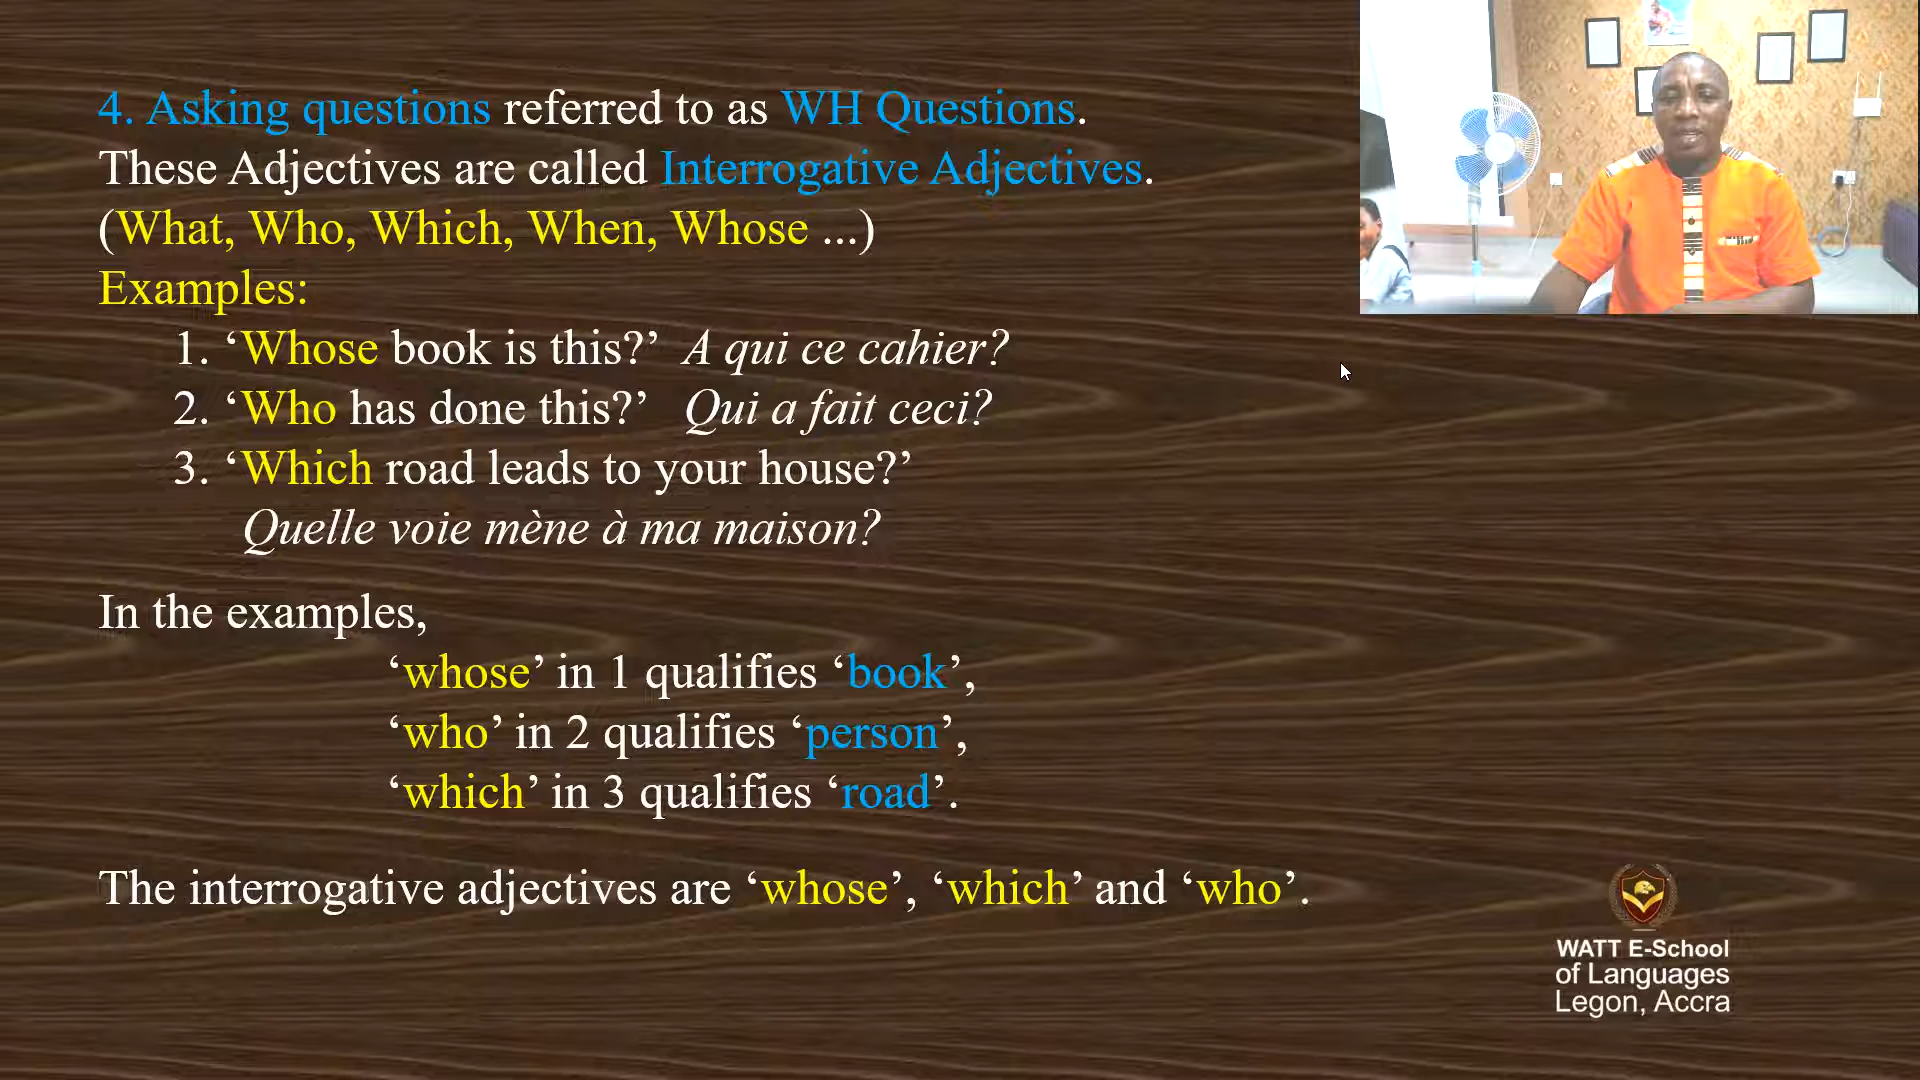 4. Asking questions referred to as WH Questions.
These Adjectives are called Interrogative Adjectives.
(What, Who, Which, When, Whose ...)
Examples:
1. ‘Whose book is this?’ A qui ce cahier?
2. ‘Who has done this?’ Qui a fait ceci?
3. ‘Which road leads to your house?’
Quelle voie mène à ma maison?
In the examples,
‘whose’ in 1 qualifies ‘book’,
‘who’ in 2 qualifies ‘person’,
‘which’ in 3 qualifies ‘road’.
The interrogative adjectives are ‘whose’, ‘which’ and ‘who’.
WATT E-School
of Languages
Legon, Accra